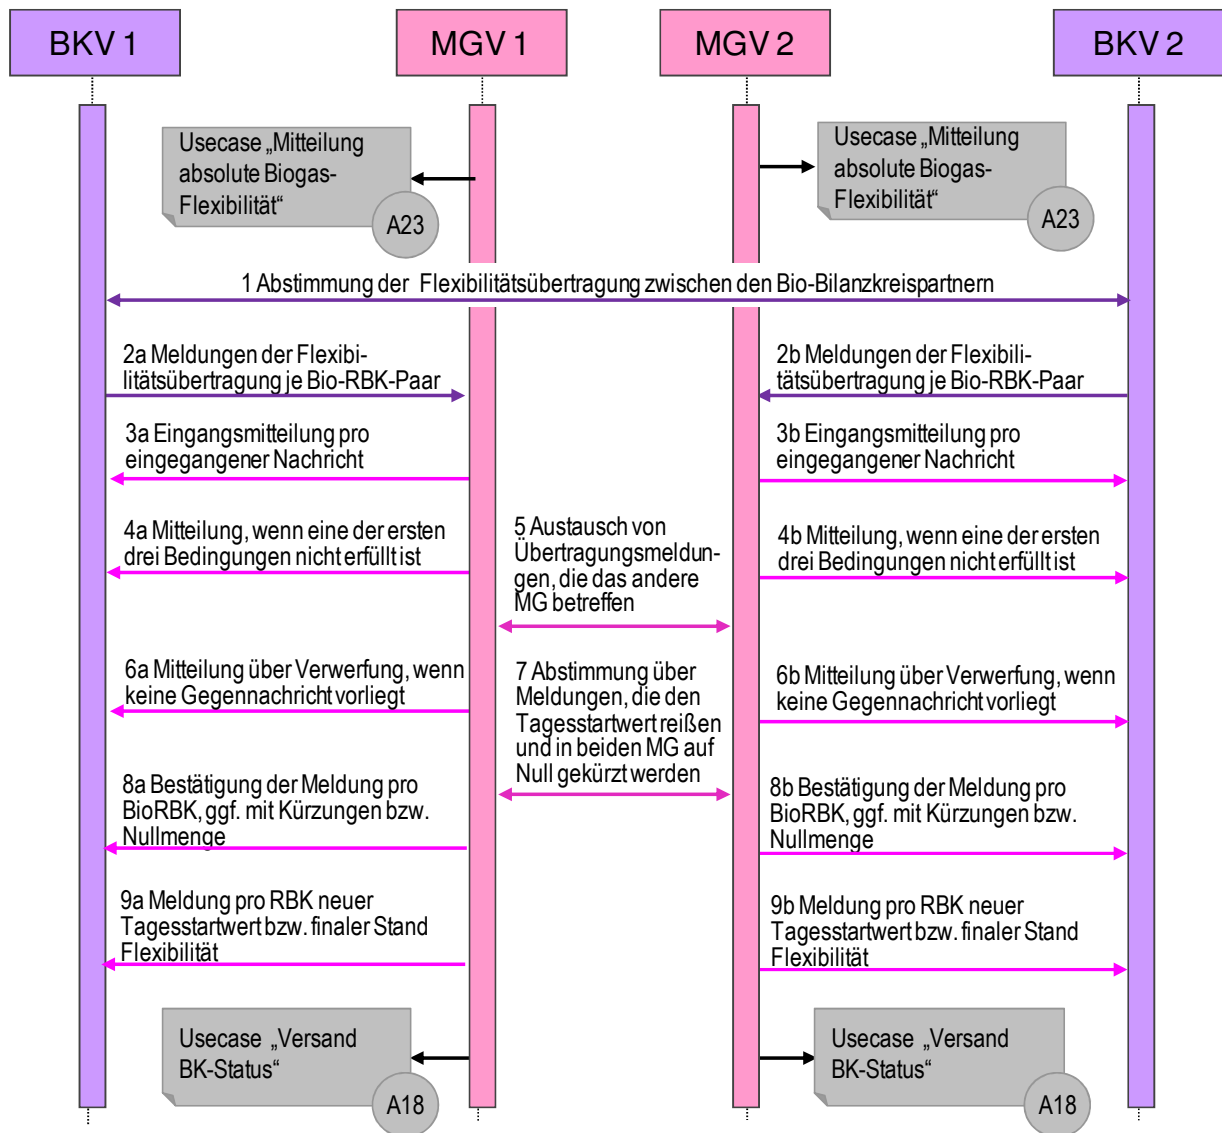 BKV 1
MGV 1
MGV 2
BKV 2
Usecase „Mitteilung
absolute Biogas-
Flexibilität“
A23
Usecase „Mitteilung
absolute Biogas-
Flexibilität“
A23
1 Abstimmung der Flexibilitätsübertragung zwischen den Bio-Bilanzkreispartnern
2a Meldungen der Flexibi-
litätsübertragung je Bio-RBK-Paar
2b Meldungen der Flexibili-
tätsübertragung je Bio-RBK-Paar
3a Eingangsmitteilung pro
eingegangener Nachricht
3b Eingangsmitteilung pro
eingegangener Nachricht
4a Mitteilung, wenn eine der ersten
drei Bedingungen nicht erfüllt ist
5 Austausch von
Übertragungsmeldun-
gen, die das andere
MG betreffen
4b Mitteilung, wenn eine der ersten
drei Bedingungen nicht erfüllt ist
6a Mitteilung über Verwerfung, wenn
keine Gegennachricht vorliegt
7 Abstimmung über
Meldungen, die den
Tagesstartwert reißen
und in beiden MG auf
Null gekürzt werden
6b Mitteilung über Verwerfung, wenn
keine Gegennachricht vorliegt
8a Bestätigung der Meldung pro
BioRBK, ggf. mit Kürzungen bzw.
Nullmenge
8b Bestätigung der Meldung pro
BioRBK, ggf. mit Kürzungen bzw.
Nullmenge
9a Meldung pro RBK neuer
Tagesstartwert bzw. finaler Stand
Flexibilität
9b Meldung pro RBK neuer
Tagesstartwert bzw. finaler Stand
Flexibilität
Usecase „Versand
BK-Status“
A18
Usecase „Versand
BK-Status“
A18